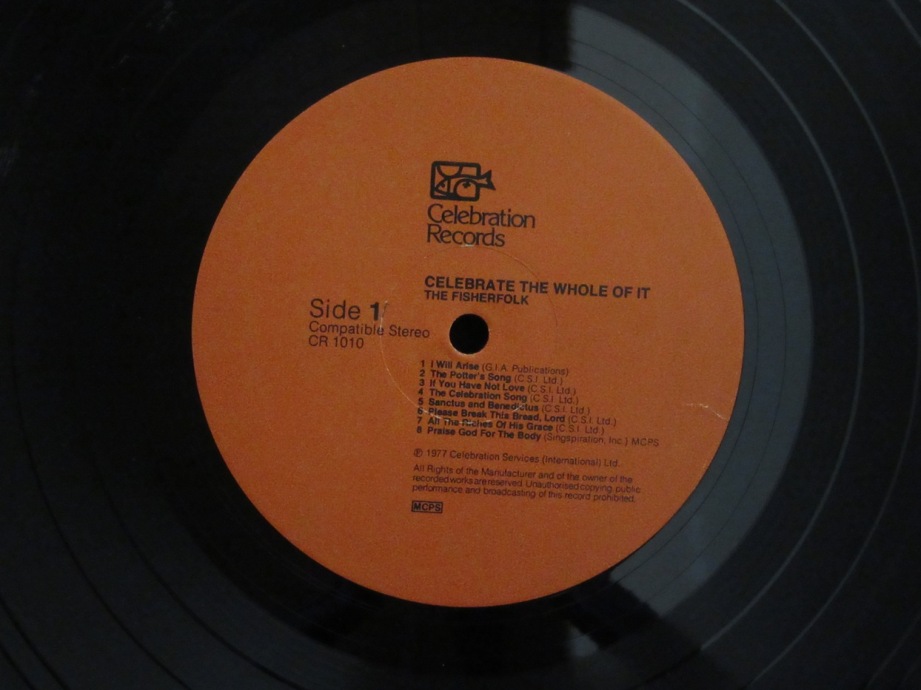 Celebration
Records
CELEBRATE THE WHOLE OF IT
THE FISHERFOLK
Side 1
Compatible Stereo
CR 1010
1 I Will Arise (G.I.A. Publications)
2 The Potter's Song (C.S.I. Ltd.)
3 If You Have Not Love (C.S.I. Ltd.)
4 The Celebration Song (C.S.I. Ltd.)
5 Sanctus and Benedictus (C.S.I. Ltd.)
6 Please Break This Bread, Lord (C.S.I. Ltd.)
7 All The Riches Of His Grace (C.S.I. Ltd.)
8 Praise God For The Body (Singspiration, Inc.) MCPS
℗ 1977 Celebration Services (International) Ltd.
All Rights of the Manufacturer and of the owner of the
recorded works are reserved. Unauthorised copying, public
performance and broadcasting of this record prohibited.
MCPS